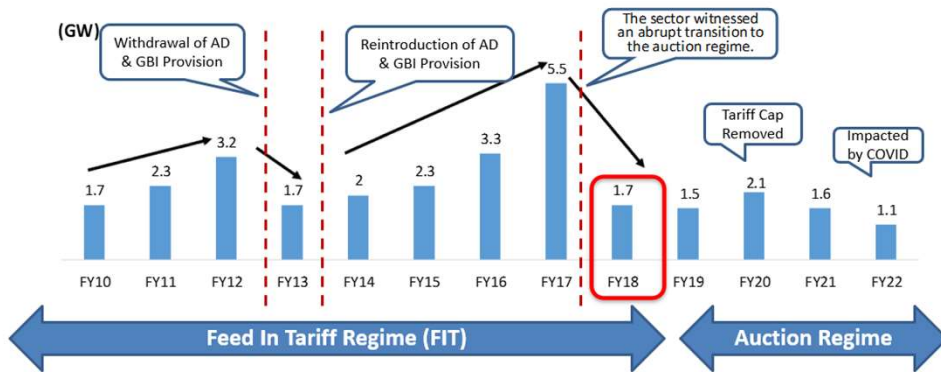 (GW)
Withdrawal of AD
& GBI Provision
Reintroduction of AD
& GBI Provision
The sector witnessed
an abrupt transition to
the auction regime.
Tariff Cap
Removed
Impacted
by COVID
1.7
2.3
3.2
1.7
2
2.3
3.3
5.5
1.7
1.5
2.1
1.6
1.1
FY10 FY11 FY12 FY13 FY14 FY15 FY16 FY17 FY18 FY19 FY20 FY21 FY22
Feed In Tariff Regime (FIT) Auction Regime